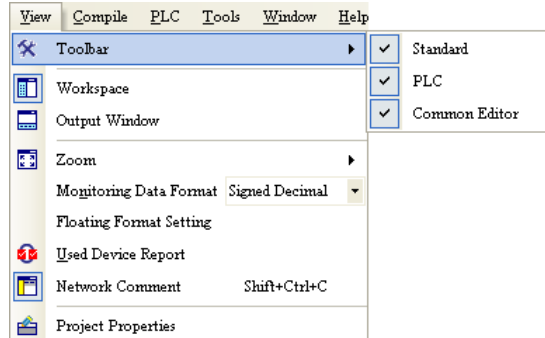 View Compile PLC Tools Window Help
Toolbar
Standard
PLC
Common Editor
Workspace
Output Window
Zoom
Monitoring Data Format Signed Decimal
Floating Format Setting
Used Device Report
Network Comment Shift+Ctrl+C
Project Properties